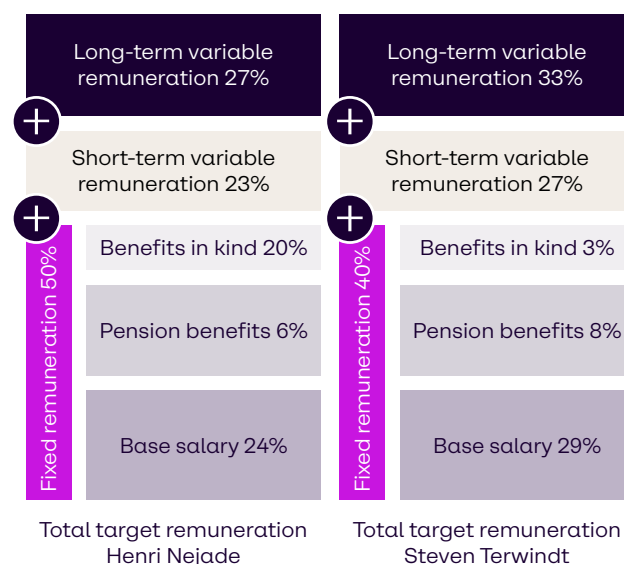 Long-term variable
remuneration 27%
+
Short-term variable
remuneration 23%
+
Fixed remuneration 50%
Benefits in kind 20%
Pension benefits 6%
Base salary 24%
Total target remuneration
Henri Nejade
Long-term variable
remuneration 33%
+
Short-term variable
remuneration 27%
+
Fixed remuneration 40%
Benefits in kind 3%
Pension benefits 8%
Base salary 29%
Total target remuneration
Steven Terwindt